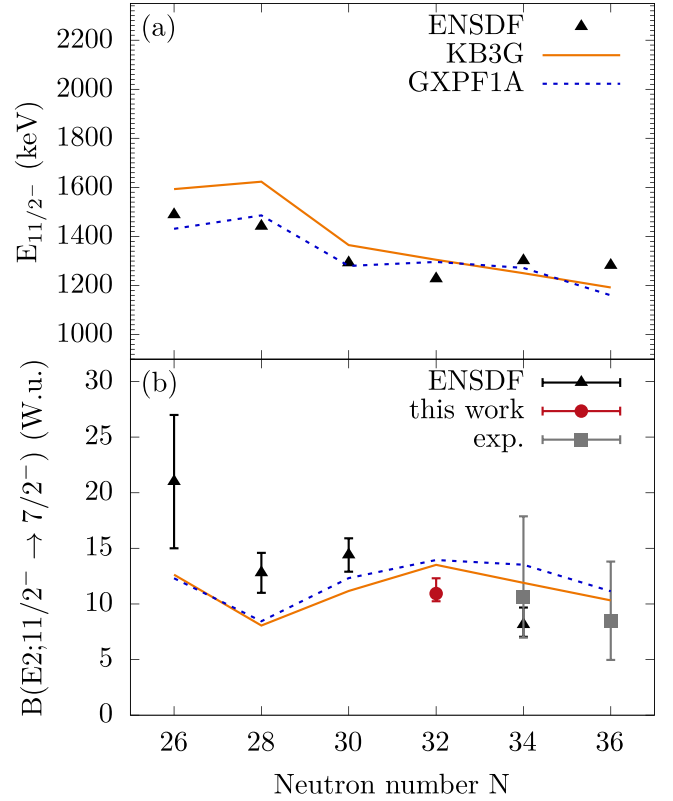 (a)
ENSDF
KB3G
GXPF1A
2200
2000
1800
1600
1400
1200
1000
E11/2− (keV)
(b)
ENSDF
this work
exp.
30
25
20
15
10
5
0
B(E2;11/2− → 7/2−) (W.u.)
26 28 30 32 34 36
Neutron number N